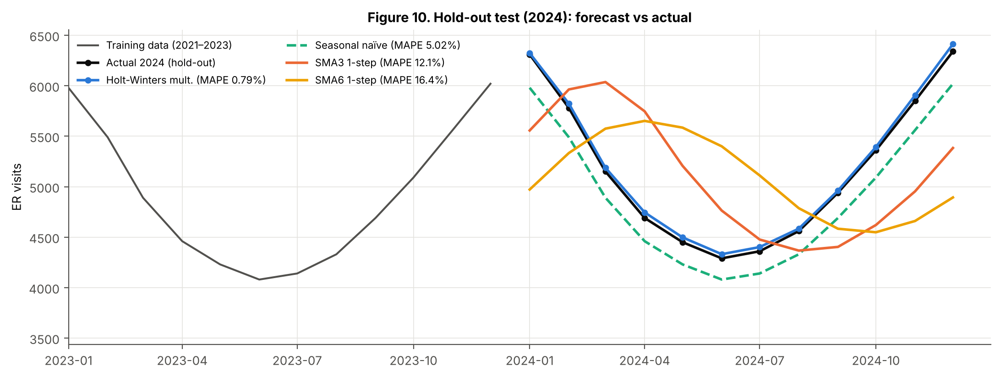 Figure 10. Hold-out test (2024): forecast vs actual
Training data (2021–2023)
Actual 2024 (hold-out)
Holt-Winters mult. (MAPE 0.79%)
Seasonal naïve (MAPE 5.02%)
SMA3 1-step (MAPE 12.1%)
SMA6 1-step (MAPE 16.4%)
ER visits
6500
6000
5500
5000
4500
4000
3500
2023-01
2023-04
2023-07
2023-10
2024-01
2024-04
2024-07
2024-10